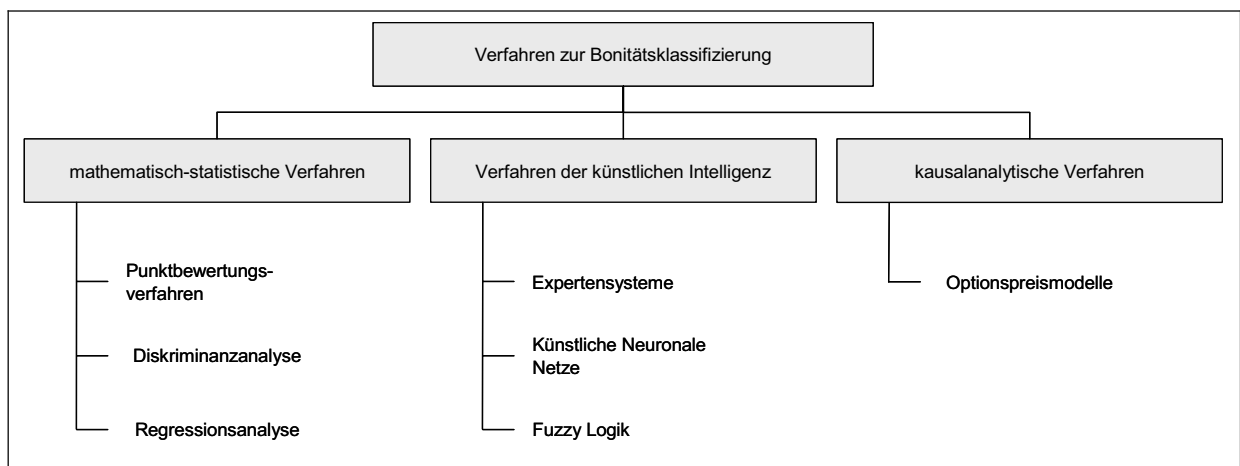 Verfahren zur Bonitätsklassifizierung
mathematisch-statistische Verfahren
Verfahren der künstlichen Intelligenz
kausalanalytische Verfahren
Punktbewertungs-
verfahren
Diskriminanzanalyse
Regressionsanalyse
Expertensysteme
Künstliche Neuronale
Netze
Fuzzy Logik
Optionspreismodelle